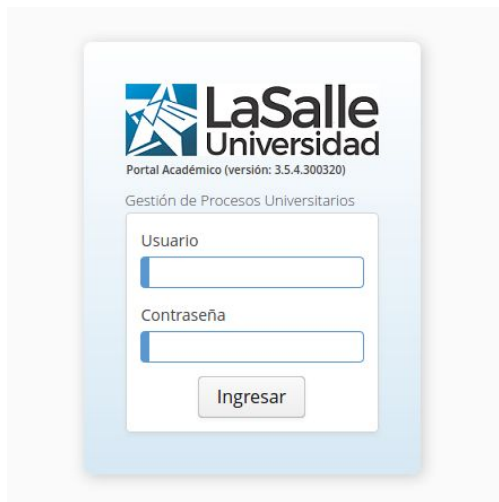 LaSalle
Universidad
Portal Académico (versión: 3.5.4.300320)
Gestión de Procesos Universitarios
Usuario
Contraseña
Ingresar